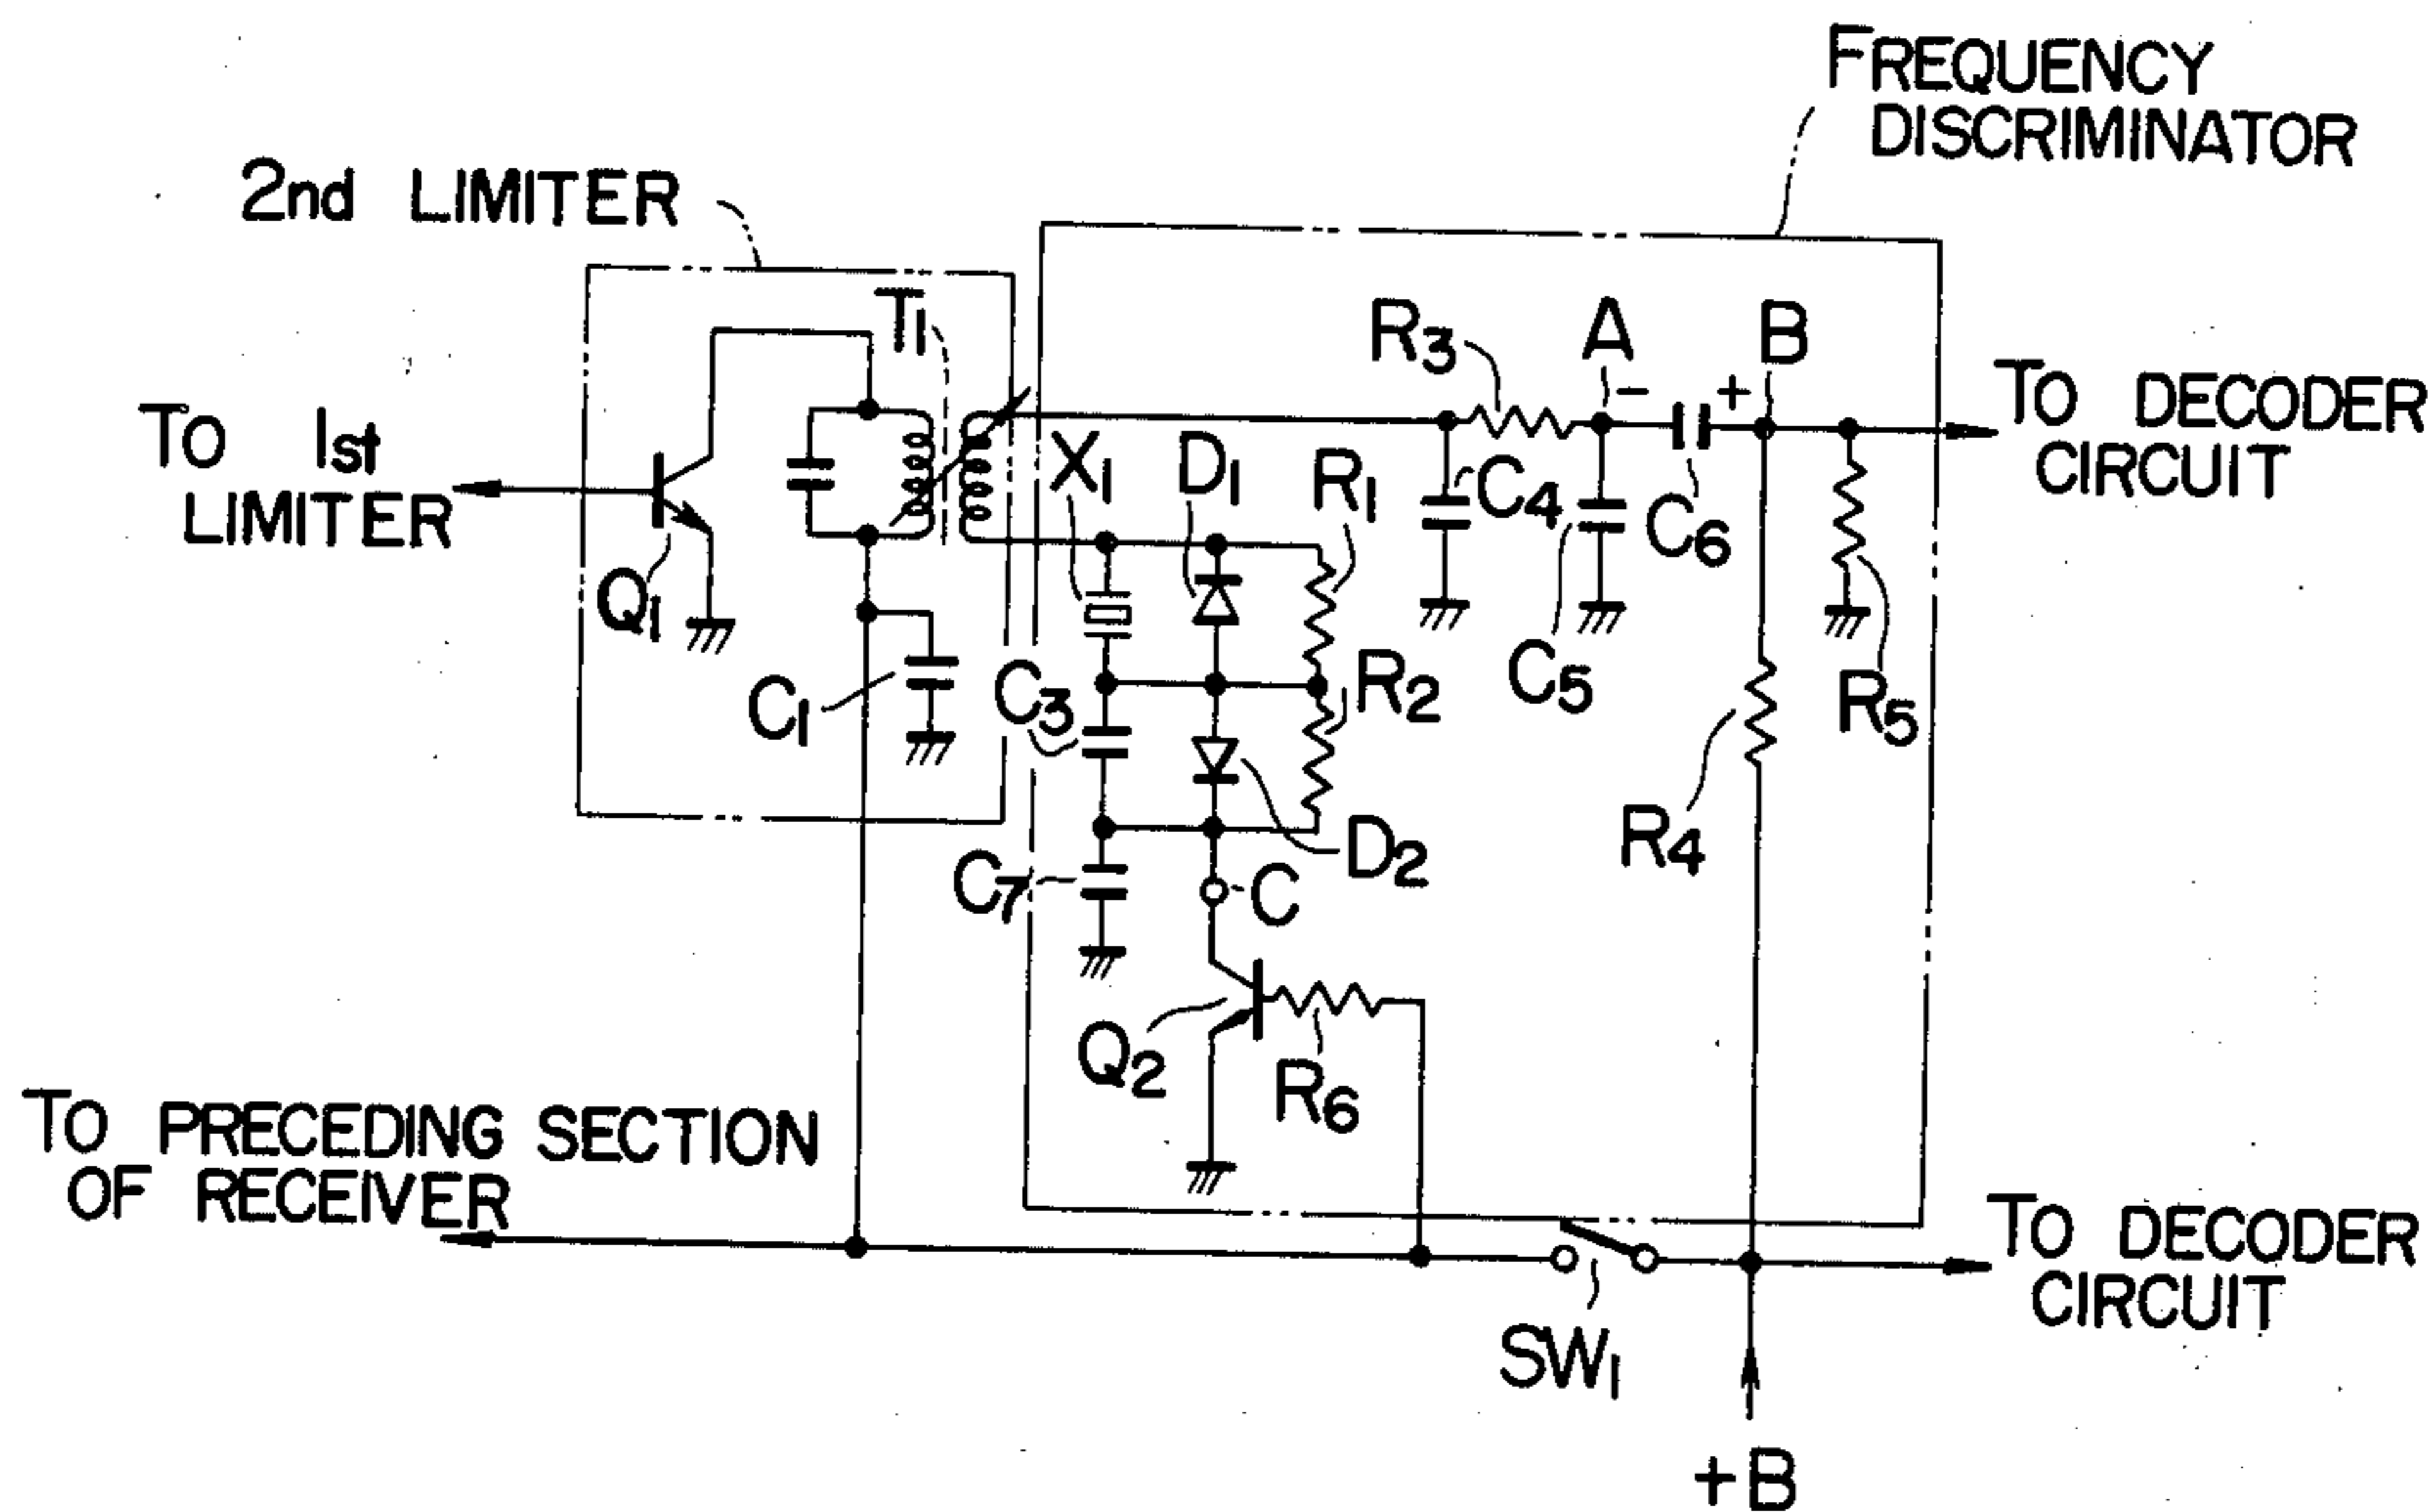 FREQUENCY
DISCRIMINATOR
2nd LIMITER
T1
R3
A
B
- +
TO DECODER
CIRCUIT
TO 1st
LIMITER
X1
D1
R1
C4
C6
Q1
C1
C3
R2
C5
R5
R4
C7
C
D2
Q2
R6
TO PRECEDING SECTION
OF RECEIVER
TO DECODER
CIRCUIT
SW1
+B